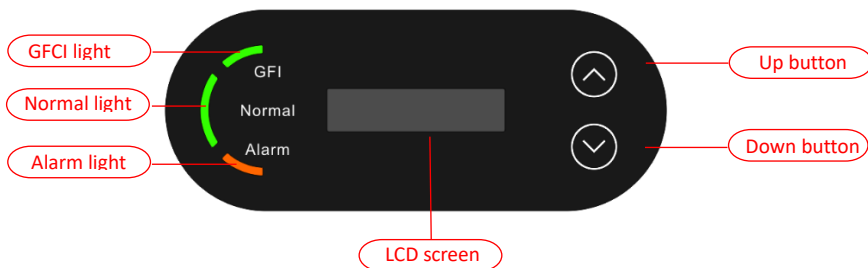 GFCI light
GFI
Up button
Normal light
Normal
Alarm light
Alarm
Down button
LCD screen